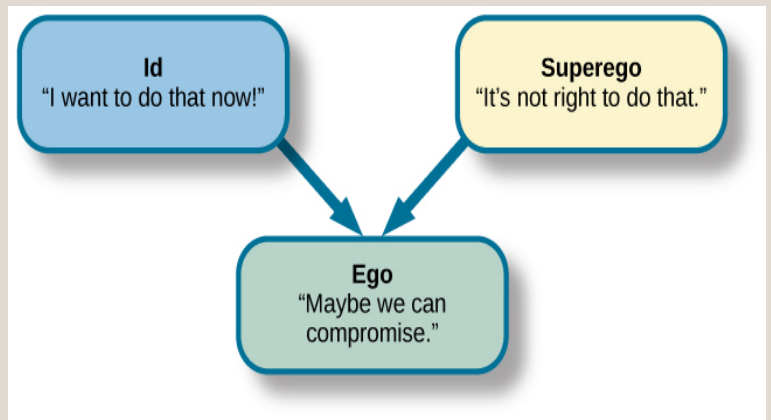 Id
“I want to do that now!”
Superego
“It’s not right to do that.”
Ego
“Maybe we can
compromise.”